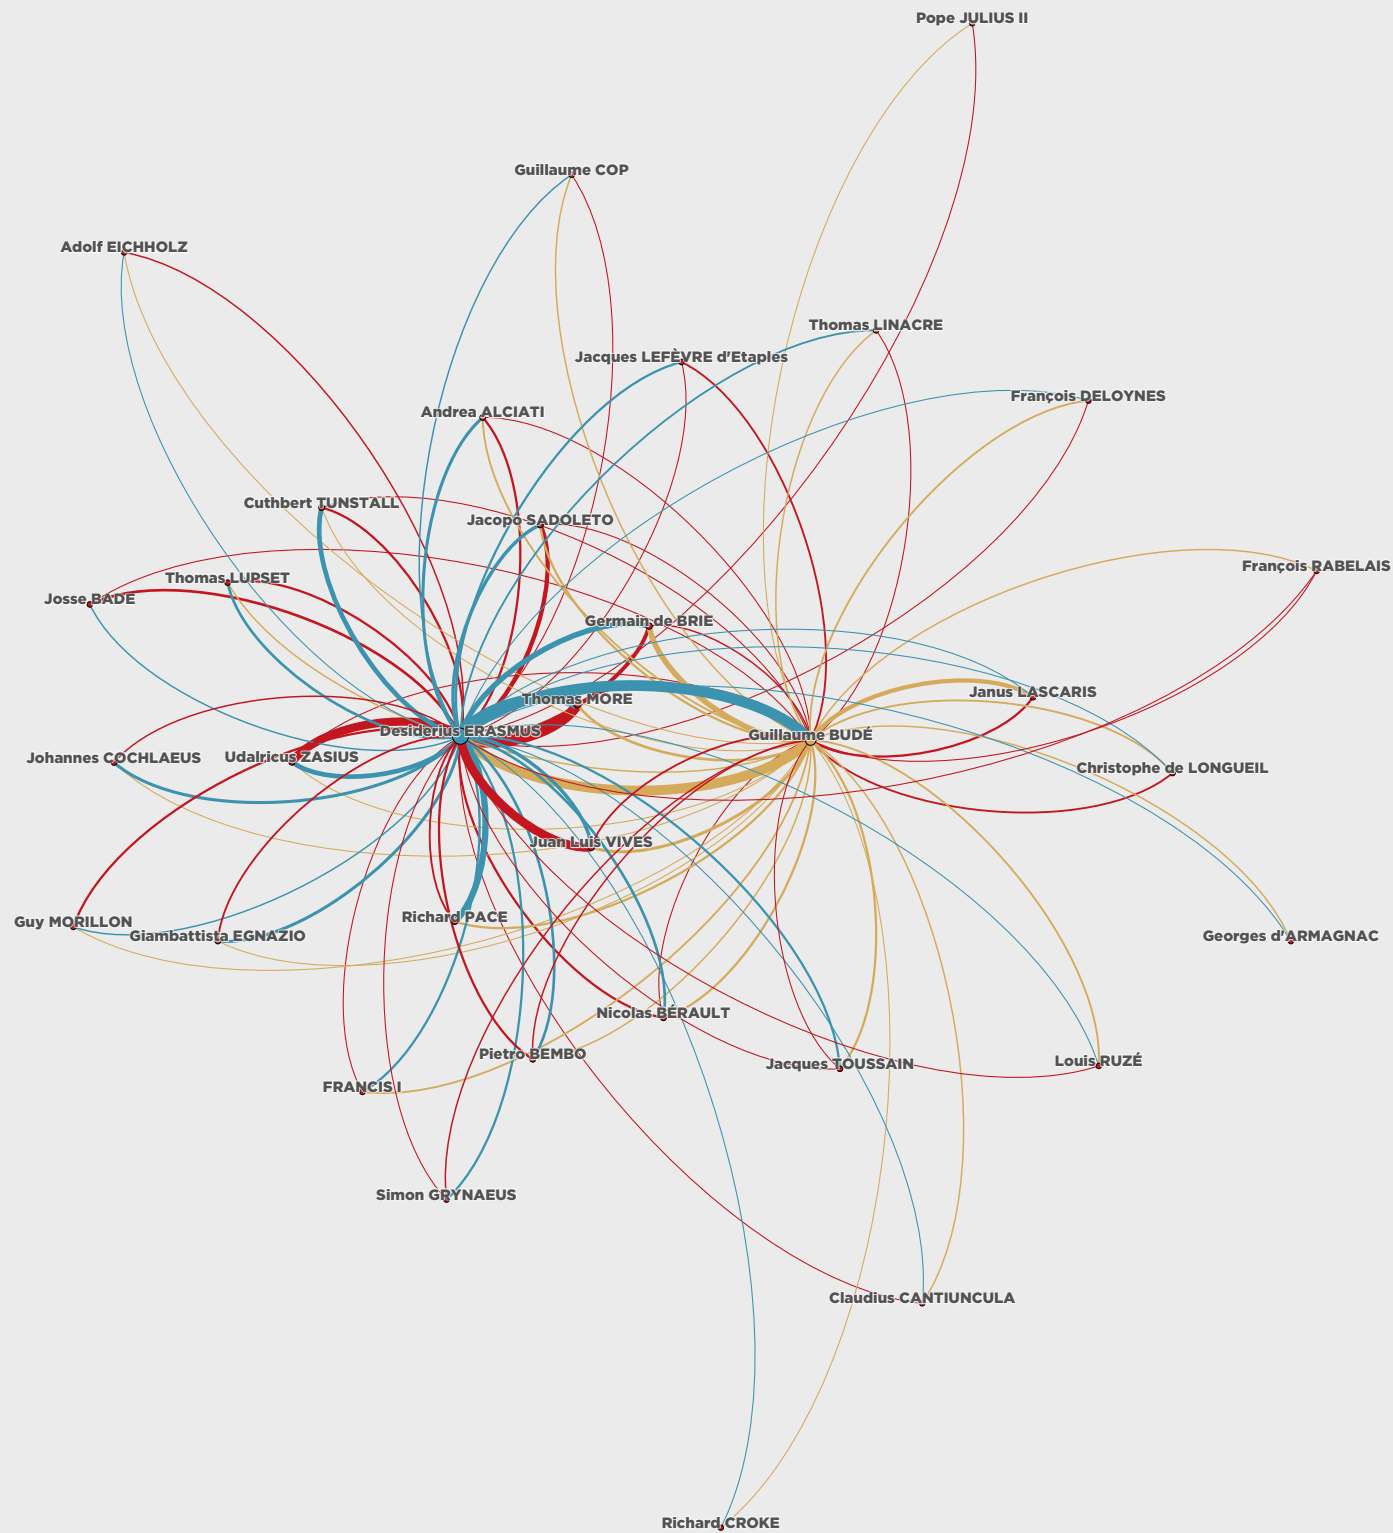 Pope JULIUS II
Guillaume COP
Adolf EICHHOLZ
Thomas LINACRE
Jacques LEFÈVRE d'Etaples
François DELOYNES
Andrea ALCIATI
Cuthbert TUNSTALL
Jacopo SADOLETO
François RABELAIS
Thomas LUPSET
Josse BADE
Germain de BRIE
Janus LASCARIS
Thomas MORE
Desiderius ERASMUS
Guillaume BUDÉ
Johannes COCHLAEUS
Udalricus ZASIUS
Christophe de LONGUEIL
Juan Luis VIVES
Richard PACE
Guy MORILLON
Giambattista EGNAZIO
Georges d'ARMAGNAC
Nicolas BÉRAULT
Pietro BEMBO
Jacques TOUSSAIN
Louis RUZÉ
FRANCIS I
Simon GRYNAEUS
Claudius CANTIUNCULA
Richard CROKE